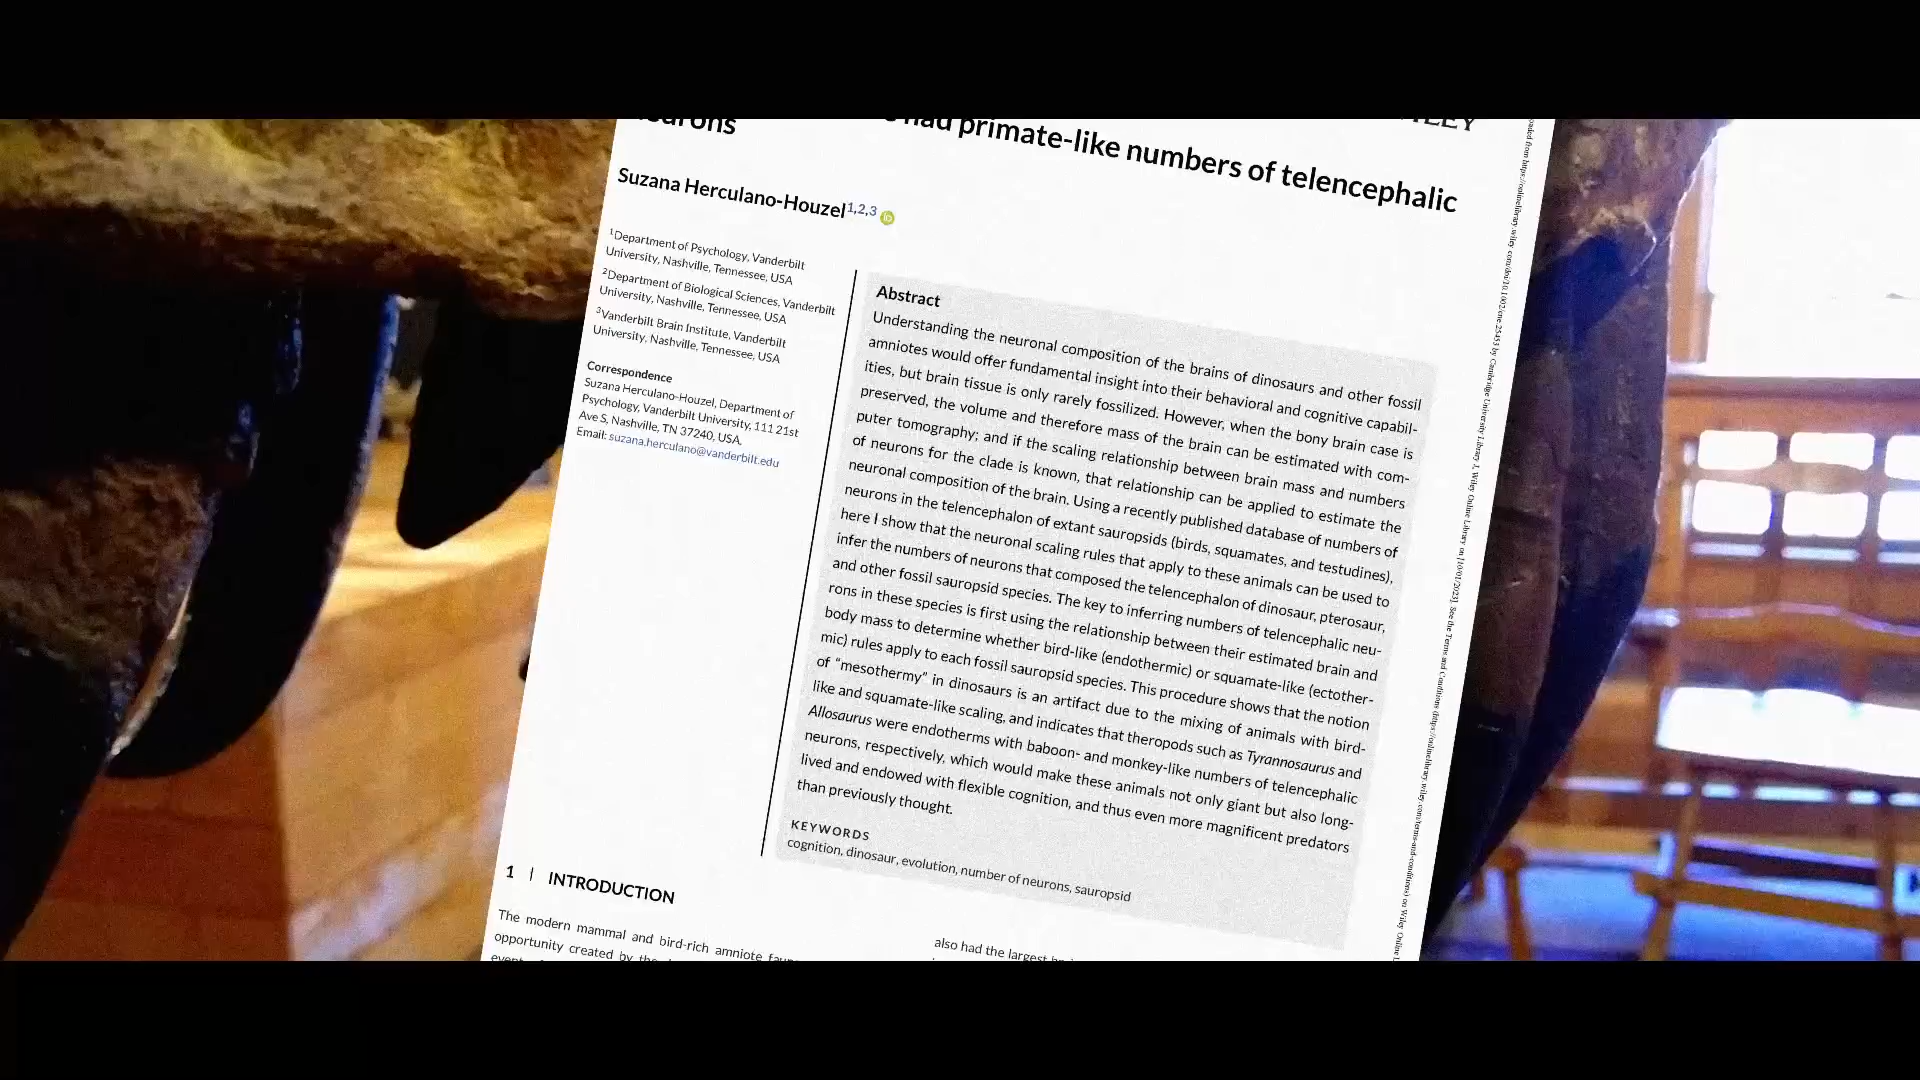 had primate-like numbers of telencephalic
Suzana Herculano-Houzel1,2,3
1Department of Psychology, Vanderbilt
University, Nashville, Tennessee, USA
2Department of Biological Sciences, Vanderbilt
University, Nashville, Tennessee, USA
3Vanderbilt Brain Institute, Vanderbilt
University, Nashville, Tennessee, USA
Correspondence
Suzana Herculano-Houzel, Department of
Psychology, Vanderbilt University, 111 21st
Ave S, Nashville, TN 37240, USA.
Email: suzana.herculano@vanderbilt.edu
Abstract
Understanding the neuronal composition of the brains of dinosaurs and other fossil
amniotes would offer fundamental insight into their behavioral and cognitive capabil-
ities, but brain tissue is only rarely fossilized. However, when the bony brain case is
preserved, the volume and therefore mass of the brain can be estimated with com-
puter tomography; and if the scaling relationship between brain mass and numbers
of neurons for the clade is known, that relationship can be applied to estimate the
neuronal composition of the brain. Using a recently published database of numbers of
neurons in the telencephalon of extant sauropsids (birds, squamates, and testudines),
here I show that the neuronal scaling rules that apply to these animals can be used to
infer the numbers of neurons that composed the telencephalon of dinosaur, pterosaur,
and other fossil sauropsid species. The key to inferring numbers of telencephalic neu-
rons in these species is first using the relationship between their estimated brain and
body mass to determine whether bird-like (endothermic) or squamate-like (ectother-
mic) rules apply to each fossil sauropsid species. This procedure shows that the notion
of “mesothermy” in dinosaurs is an artifact due to the mixing of animals with bird-
like and squamate-like scaling, and indicates that theropods such as Tyrannosaurus and
Allosaurus were endotherms with baboon- and monkey-like numbers of telencephalic
neurons, respectively, which would make these animals not only giant but also long-
lived and endowed with flexible cognition, and thus even more magnificent predators
than previously thought.
KEYWORDS
cognition, dinosaur, evolution, number of neurons, sauropsid
1 | INTRODUCTION
The modern mammal and bird-rich amniote
opportunity created by
also had the largest